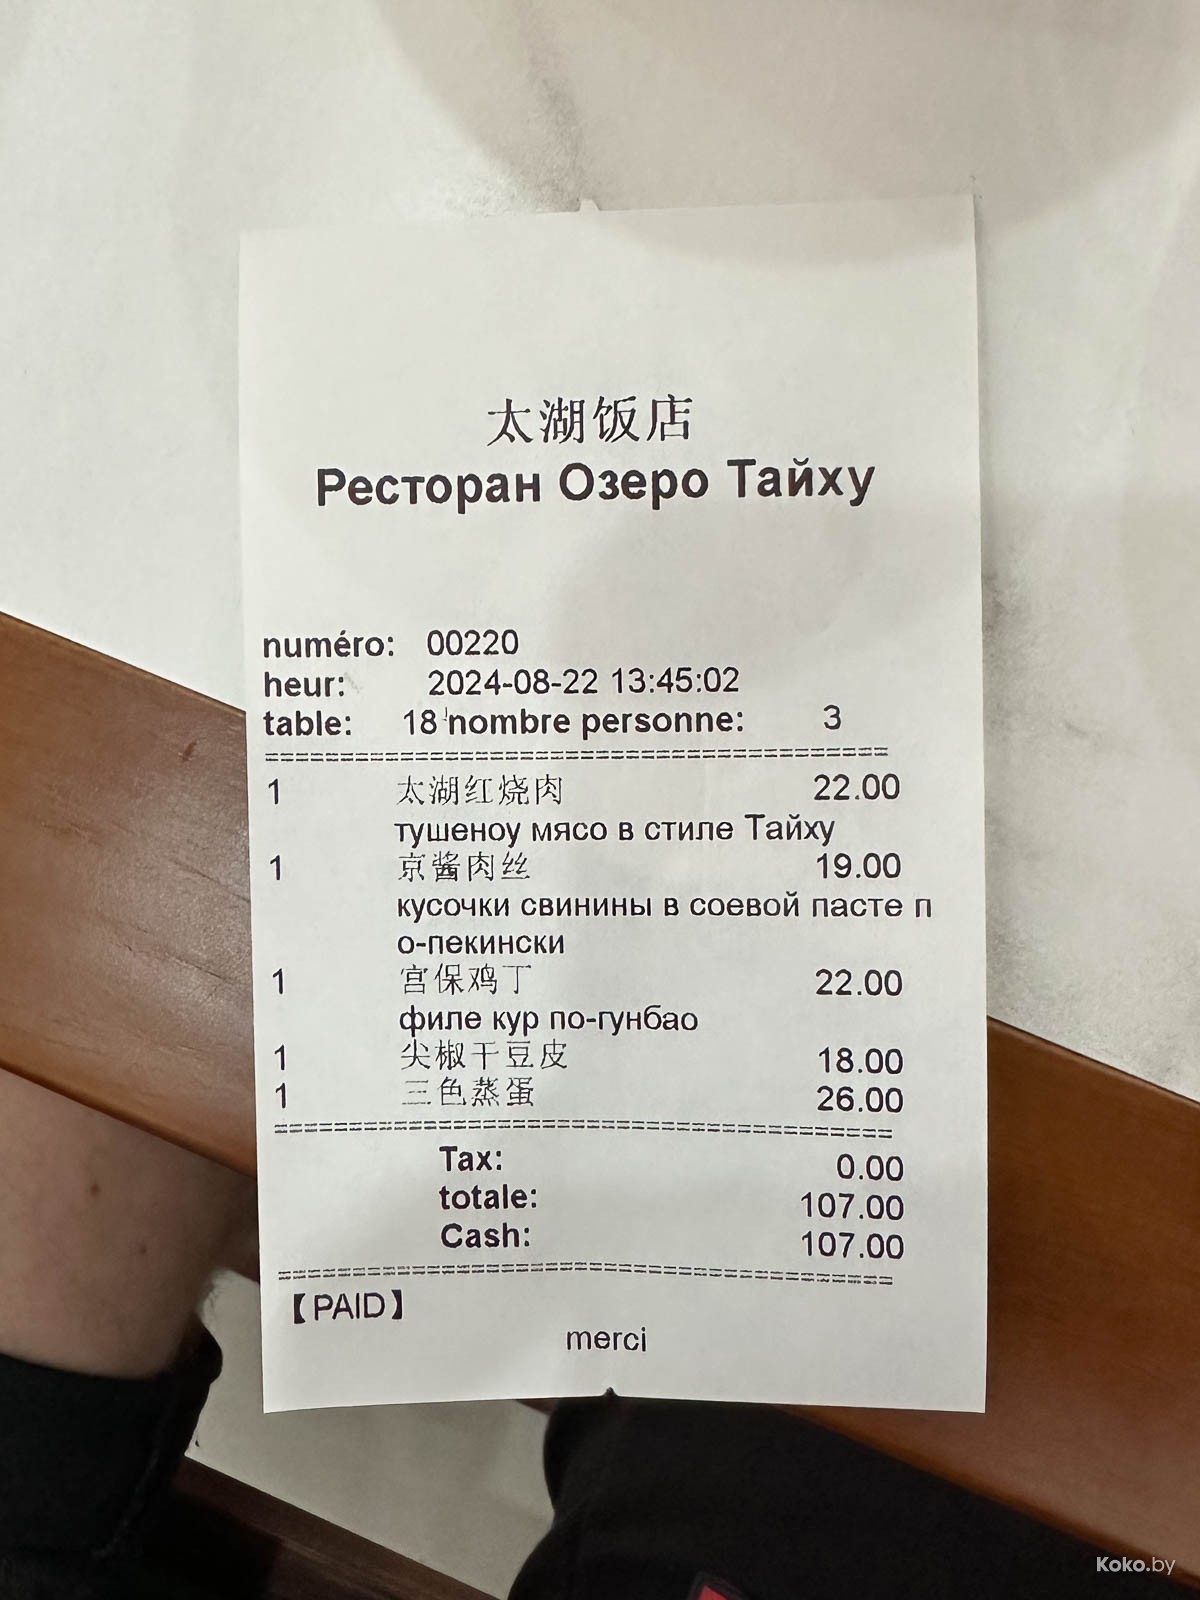 太湖饭店
Ресторан Озеро Тайху
numéro: 00220
heur: 2024-08-22 13:45:02
table: 18 nombre personne: 3
================================================
1 太湖红烧肉 22.00
тушеноу мясо в стиле Тайху
1 京酱肉丝 19.00
кусочки свинины в соевой пасте п
о-пекински
1 宫保鸡丁 22.00
филе кур по-гунбао
1 尖椒干豆皮 18.00
1 三色蒸蛋 26.00
================================================
Tax: 0.00
totale: 107.00
Cash: 107.00
================================================
【PAID】
merci
Koko.by